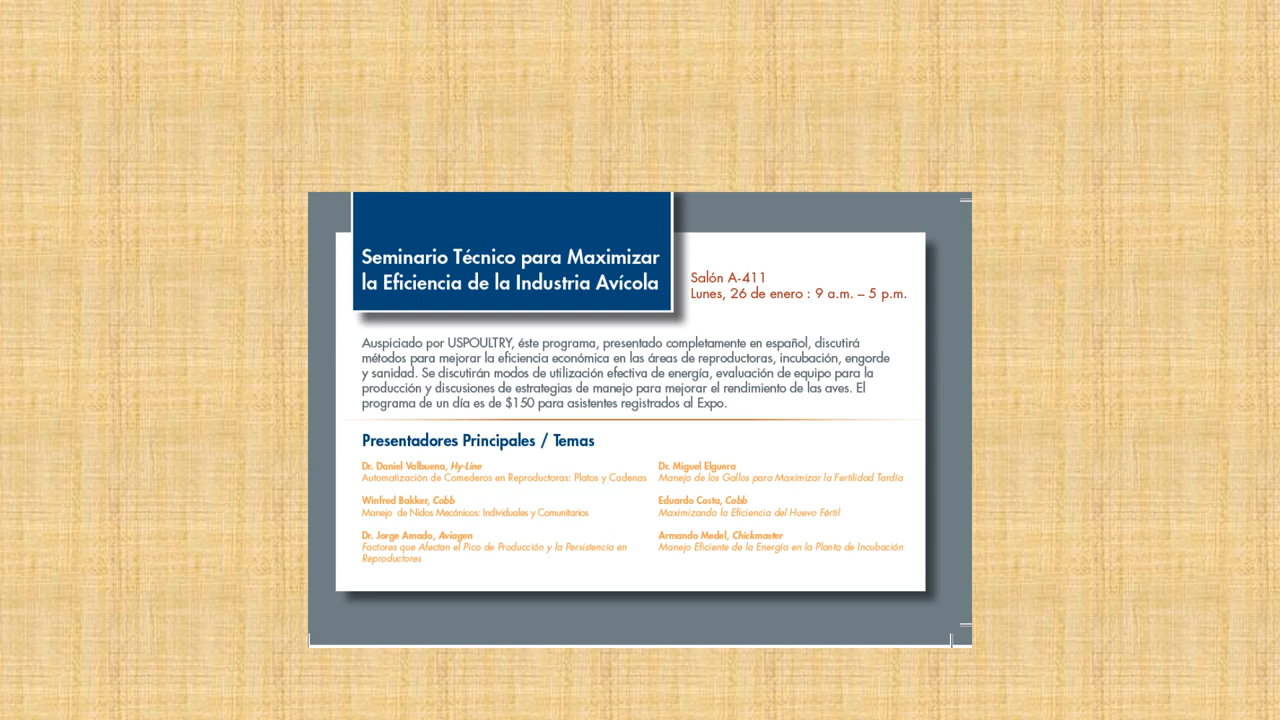 Seminario Técnico para Maximizar
la Eficiencia de la Industria Avícola
Salón A-411
Lunes, 26 de enero : 9 a.m. – 5 p.m.
Auspiciado por USPOULTRY, éste programa, presentado completamente en español, discutirá
métodos para mejorar la eficiencia económica en las áreas de reproductoras, incubación, engorde
y sanidad. Se discutirán modos de utilización efectiva de energía, evaluación de equipo para la
producción y discusiones de estrategias de manejo para mejorar el rendimiento de las aves. El
programa de un día es de $150 para asistentes registrados al Expo.
Presentadores Principales / Temas
Dr. Daniel Valbuena, Hy-Line
Automatización de Comederos en Reproductoras: Platos y Cadenas
Winfred Bakker, Cobb
Manejo de Nidos Mecánicos: Individuales y Comunitarios
Dr. Jorge Amado, Aviagen
Factores que Afectan el Pico de Producción y la Persistencia en
Reproductores
Dr. Miguel Elguera
Manejo de los Gallos para Maximizar la Fertilidad Tardía
Eduardo Costa, Cobb
Maximizando la Eficiencia del Huevo Fértil
Armando Medel, Chickmaster
Manejo Eficiente de la Energía en la Planta de Incubación